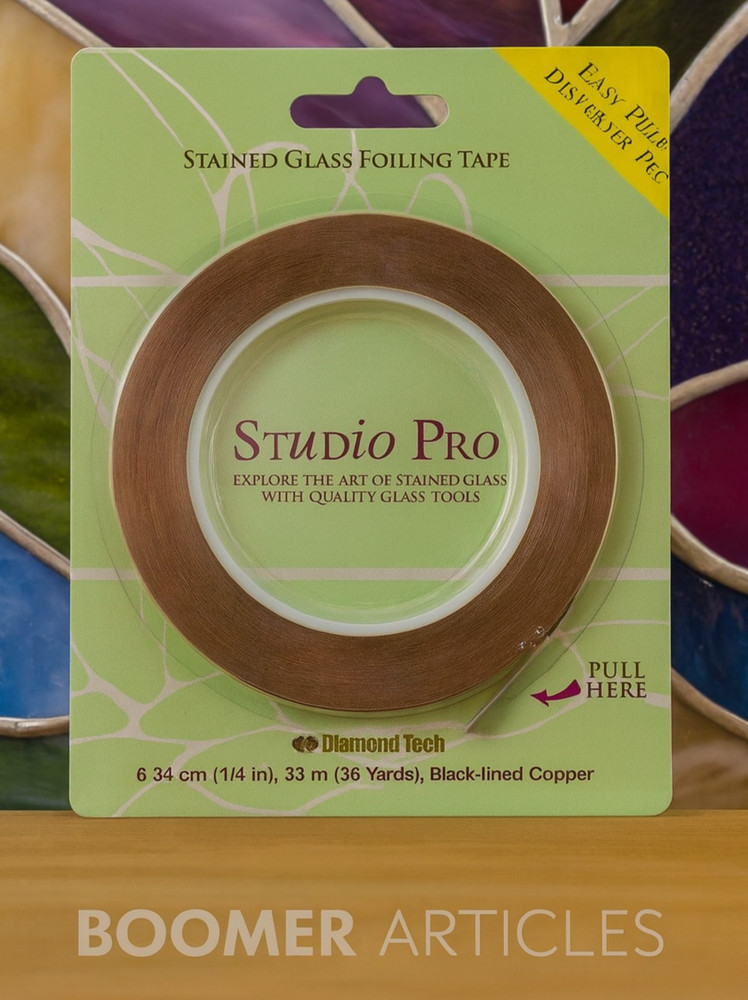 EASY PULL
STAINED GLASS FOILING TAPE
STUDIO PRO
EXPLORE THE ART OF STAINED GLASS
WITH QUALITY GLASS TOOLS
PULL
HERE
Diamond Tech
6 34 cm (1/4 in), 33 m (36 Yards), Black-lined Copper
BOOMER ARTICLES